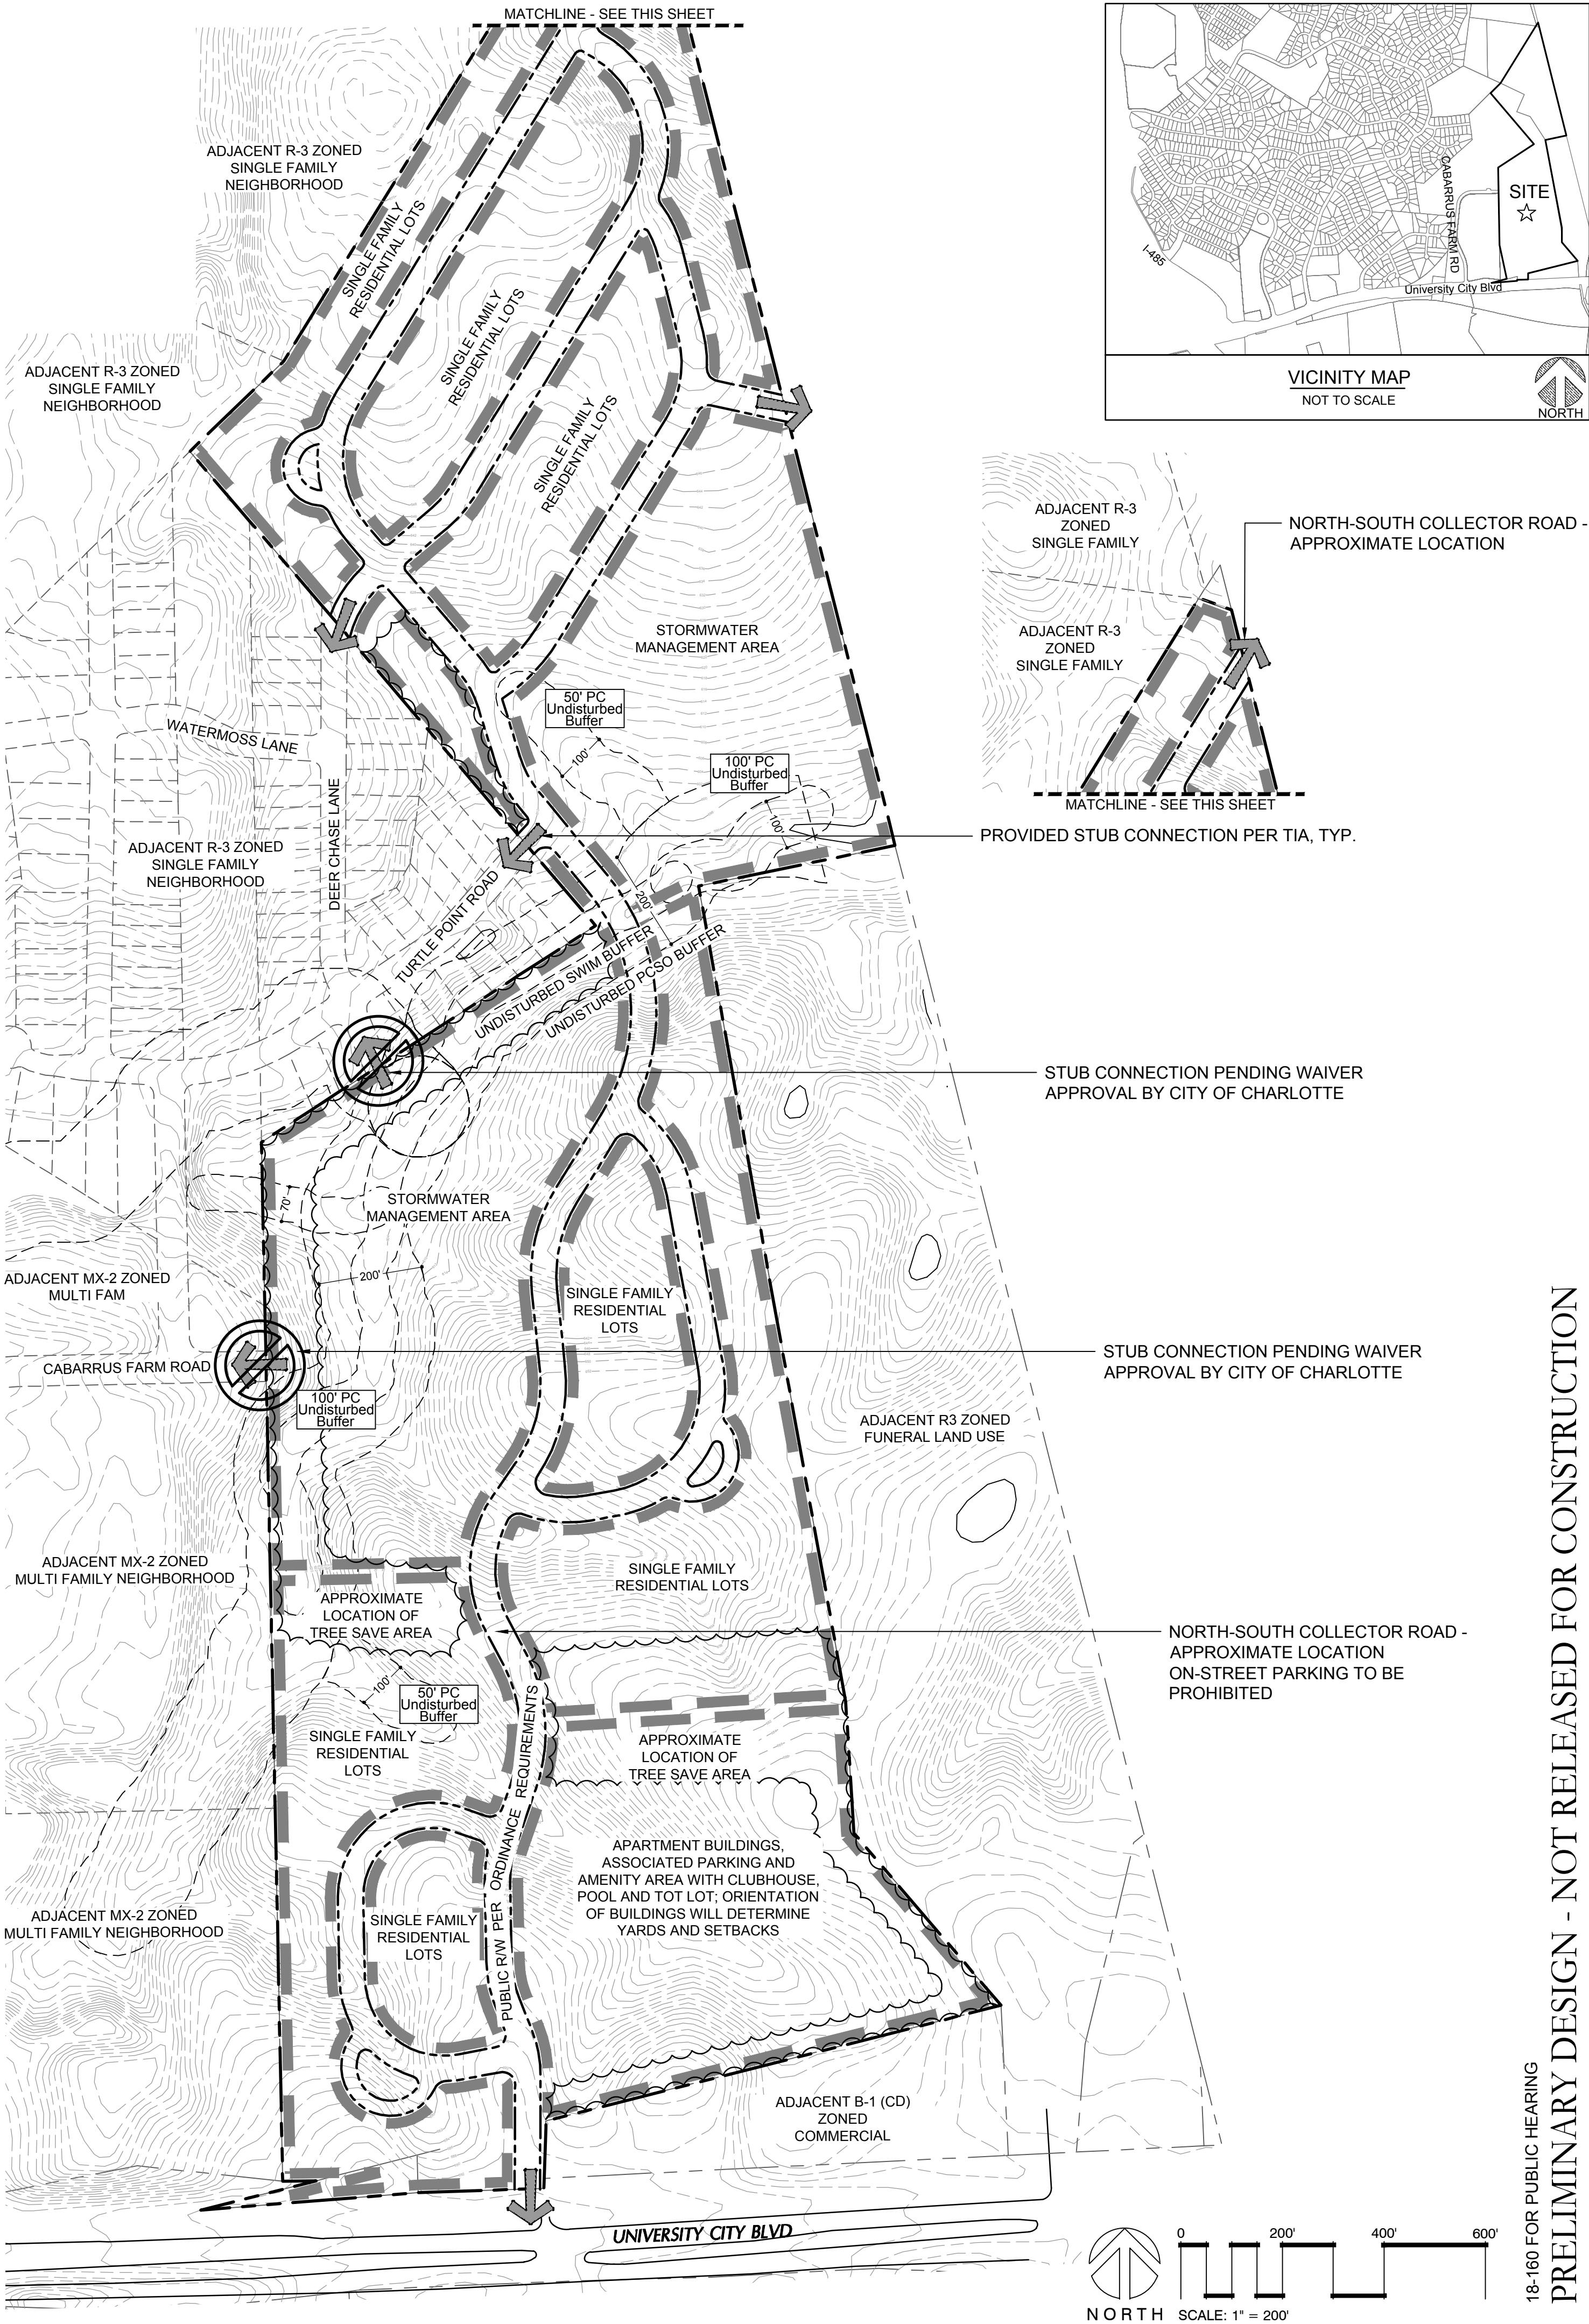 MATCHLINE - SEE THIS SHEET
CABARRUS FARM RD
SITE
I-485
University City Blvd
VICINITY MAP
NOT TO SCALE
NORTH
ADJACENT R-3 ZONED
SINGLE FAMILY
NEIGHBORHOOD
SINGLE FAMILY
RESIDENTIAL LOTS
SINGLE FAMILY
RESIDENTIAL LOTS
SINGLE FAMILY
RESIDENTIAL LOTS
ADJACENT R-3 ZONED
SINGLE FAMILY
NEIGHBORHOOD
ADJACENT R-3
ZONED
SINGLE FAMILY
NORTH-SOUTH COLLECTOR ROAD -
APPROXIMATE LOCATION
ADJACENT R-3
ZONED
SINGLE FAMILY
MATCHLINE - SEE THIS SHEET
STORMWATER
MANAGEMENT AREA
50' PC
Undisturbed
Buffer
100'
100' PC
Undisturbed
Buffer
100'
WATERMOSS LANE
DEER CHASE LANE
PROVIDED STUB CONNECTION PER TIA, TYP.
ADJACENT R-3 ZONED
SINGLE FAMILY
NEIGHBORHOOD
TURTLE POINT ROAD
200'
UNDISTURBED SWIM BUFFER
UNDISTURBED PCSO BUFFER
STUB CONNECTION PENDING WAIVER
APPROVAL BY CITY OF CHARLOTTE
70'
STORMWATER
MANAGEMENT AREA
200'
ADJACENT MX-2 ZONED
MULTI FAM
SINGLE FAMILY
RESIDENTIAL
LOTS
CABARRUS FARM ROAD
STUB CONNECTION PENDING WAIVER
APPROVAL BY CITY OF CHARLOTTE
100' PC
Undisturbed
Buffer
ADJACENT R3 ZONED
FUNERAL LAND USE
ADJACENT MX-2 ZONED
MULTI FAMILY NEIGHBORHOOD
SINGLE FAMILY
RESIDENTIAL LOTS
APPROXIMATE
LOCATION OF
TREE SAVE AREA
NORTH-SOUTH COLLECTOR ROAD -
APPROXIMATE LOCATION
ON-STREET PARKING TO BE
PROHIBITED
100'
50' PC
Undisturbed
Buffer
SINGLE FAMILY
RESIDENTIAL
LOTS
APPROXIMATE
LOCATION OF
TREE SAVE AREA
PUBLIC R/W PER ORDINANCE REQUIREMENTS
APARTMENT BUILDINGS,
ASSOCIATED PARKING AND
AMENITY AREA WITH CLUBHOUSE,
POOL AND TOT LOT; ORIENTATION
OF BUILDINGS WILL DETERMINE
YARDS AND SETBACKS
ADJACENT MX-2 ZONED
MULTI FAMILY NEIGHBORHOOD
SINGLE FAMILY
RESIDENTIAL
LOTS
ADJACENT B-1 (CD)
ZONED
COMMERCIAL
UNIVERSITY CITY BLVD
NORTH
0 200' 400' 600'
SCALE: 1" = 200'
18-160 FOR PUBLIC HEARING
PRELIMINARY DESIGN - NOT RELEASED FOR CONSTRUCTION